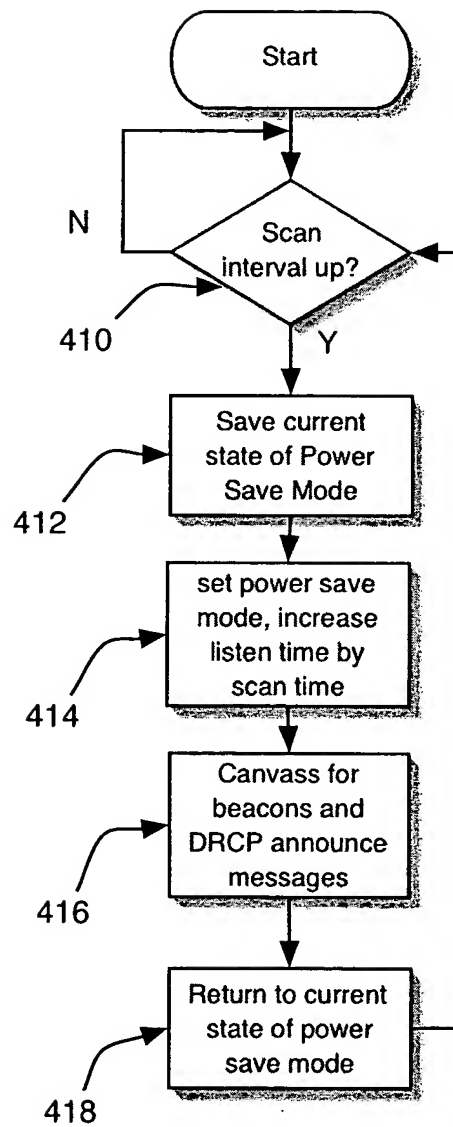 Start
N
Scan
interval up?
410
Y
Save current
state of Power
Save Mode
412
set power save
mode, increase
listen time by
scan time
414
Canvass for
beacons and
DRCP announce
messages
416
Return to current
state of power
save mode
418